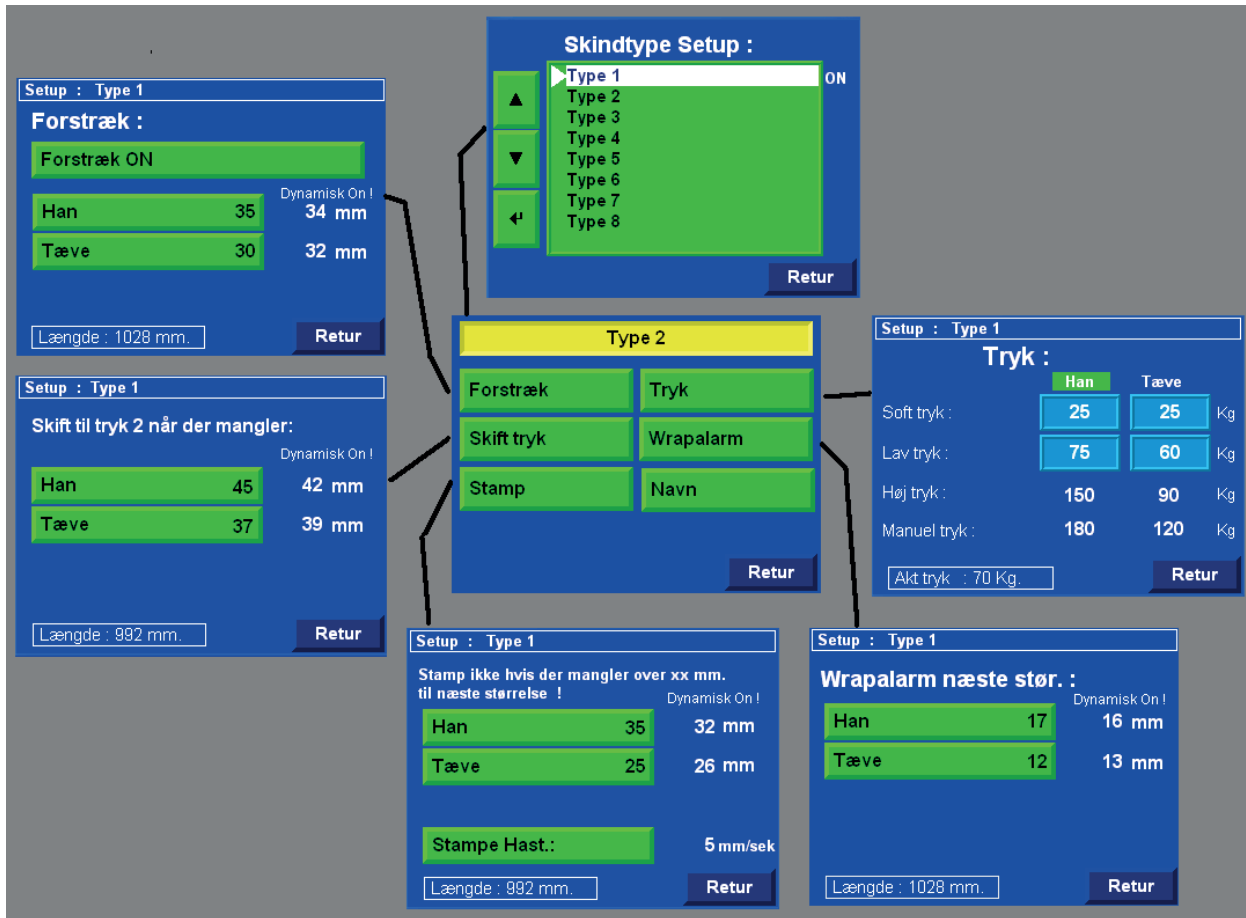 Skindtype Setup :
Type 1 ON
Type 2
Type 3
Type 4
Type 5
Type 6
Type 7
Type 8
Retur
Setup : Type 1
Forstræk :
Forstræk ON
Dynamisk On !
Han 35 34 mm
Tæve 30 32 mm
Længde : 1028 mm.
Retur
Type 2
Forstræk
Tryk
Skift tryk
Wrapalarm
Stamp
Navn
Retur
Setup : Type 1
Tryk :
Han Tæve
Soft tryk : 25 25 Kg
Lav tryk : 75 60 Kg
Høj tryk : 150 90 Kg
Manuel tryk : 180 120 Kg
Akt tryk : 70 Kg.
Retur
Setup : Type 1
Skift til tryk 2 når der mangler:
Dynamisk On !
Han 45 42 mm
Tæve 37 39 mm
Længde : 992 mm.
Retur
Setup : Type 1
Stamp ikke hvis der mangler over xx mm.
til næste størrelse !
Dynamisk On !
Han 35 32 mm
Tæve 25 26 mm
Stampe Hast.: 5 mm/sek
Længde : 992 mm.
Retur
Setup : Type 1
Wrapalarm næste stør. :
Dynamisk On !
Han 17 16 mm
Tæve 12 13 mm
Længde : 1028 mm.
Retur